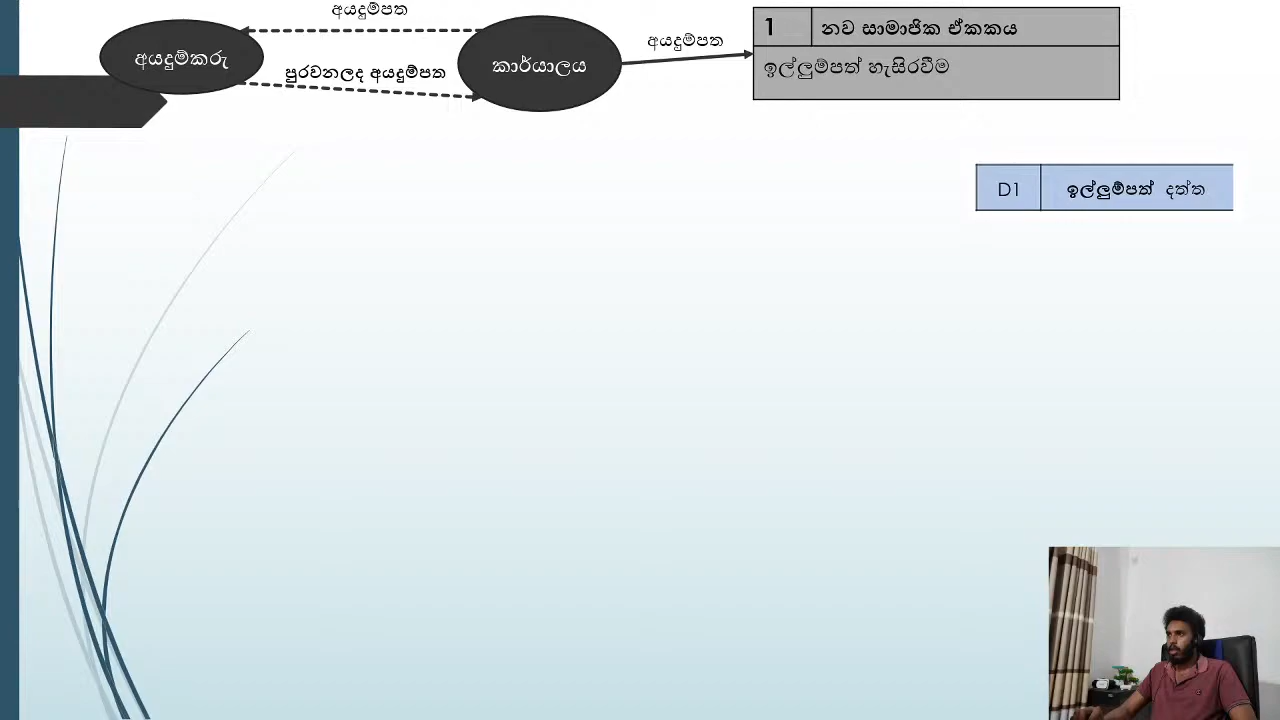 අයදුම්පත
අයදුම්කරු
පුරවනලද අයදුම්පත
කාර්යාලය
අයදුම්පත
1 නව සාමාජික ඒකකය
ඉල්ලුම්පත් හැසිරවීම
D1 ඉල්ලුම්පත් දත්ත